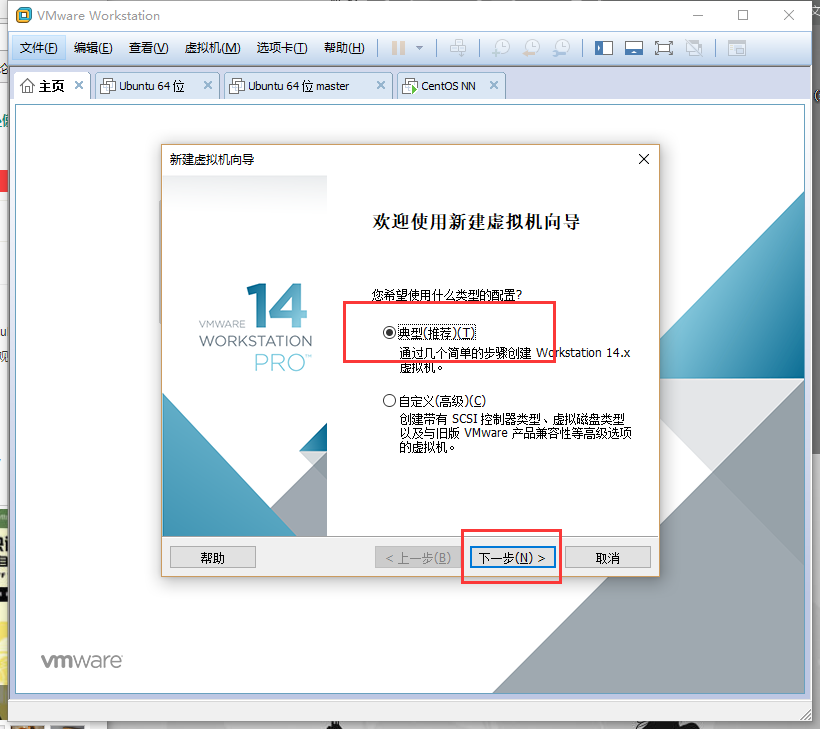 VMware Workstation
文件(F) 编辑(E) 查看(V) 虚拟机(M) 选项卡(T) 帮助(H)
主页 Ubuntu 64 位 Ubuntu 64 位 master CentOS NN
新建虚拟机向导
欢迎使用新建虚拟机向导
您希望使用什么类型的配置?
14
VMWARE
WORKSTATION
PRO™
典型(推荐)(T)
通过几个简单的步骤创建 Workstation 14.x
虚拟机。
自定义(高级)(C)
创建带有 SCSI 控制器类型、虚拟磁盘类型
以及与旧版 VMware 产品兼容性等高级选项
的虚拟机。
帮助 < 上一步(B) 下一步(N) > 取消
vmware